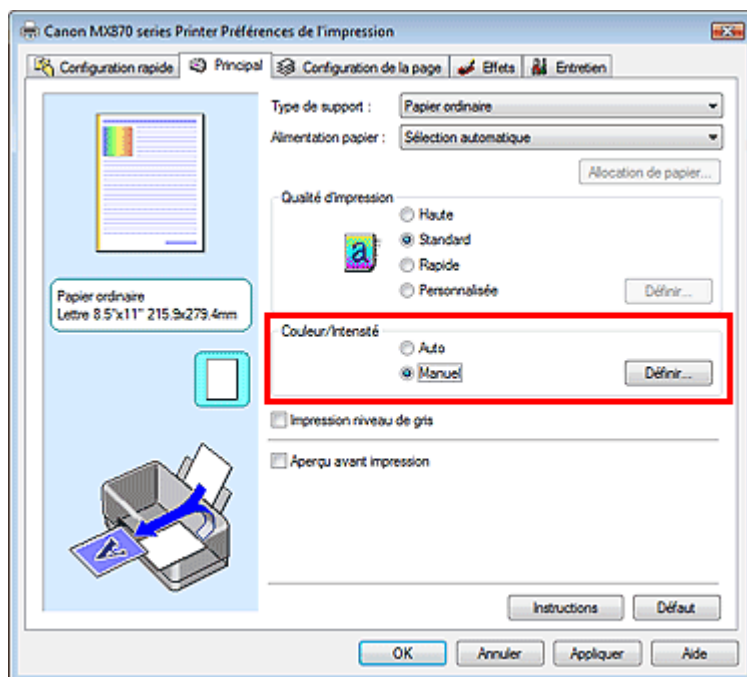 Canon MX870 series Printer Préférences de l'impression
Configuration rapide Principal Configuration de la page Effets Entretien
Type de support : Papier ordinaire
Alimentation papier : Sélection automatique
Allocation de papier...
Qualité d'impression
Haute
a Standard
Rapide
Personnalisée Définir...
Papier ordinaire
Lettre 8.5"x11" 215.9x279.4mm
Couleur/Intensité
Auto
Manuel Définir...
Impression niveau de gris
Aperçu avant impression
Instructions Défaut
OK Annuler Appliquer Aide